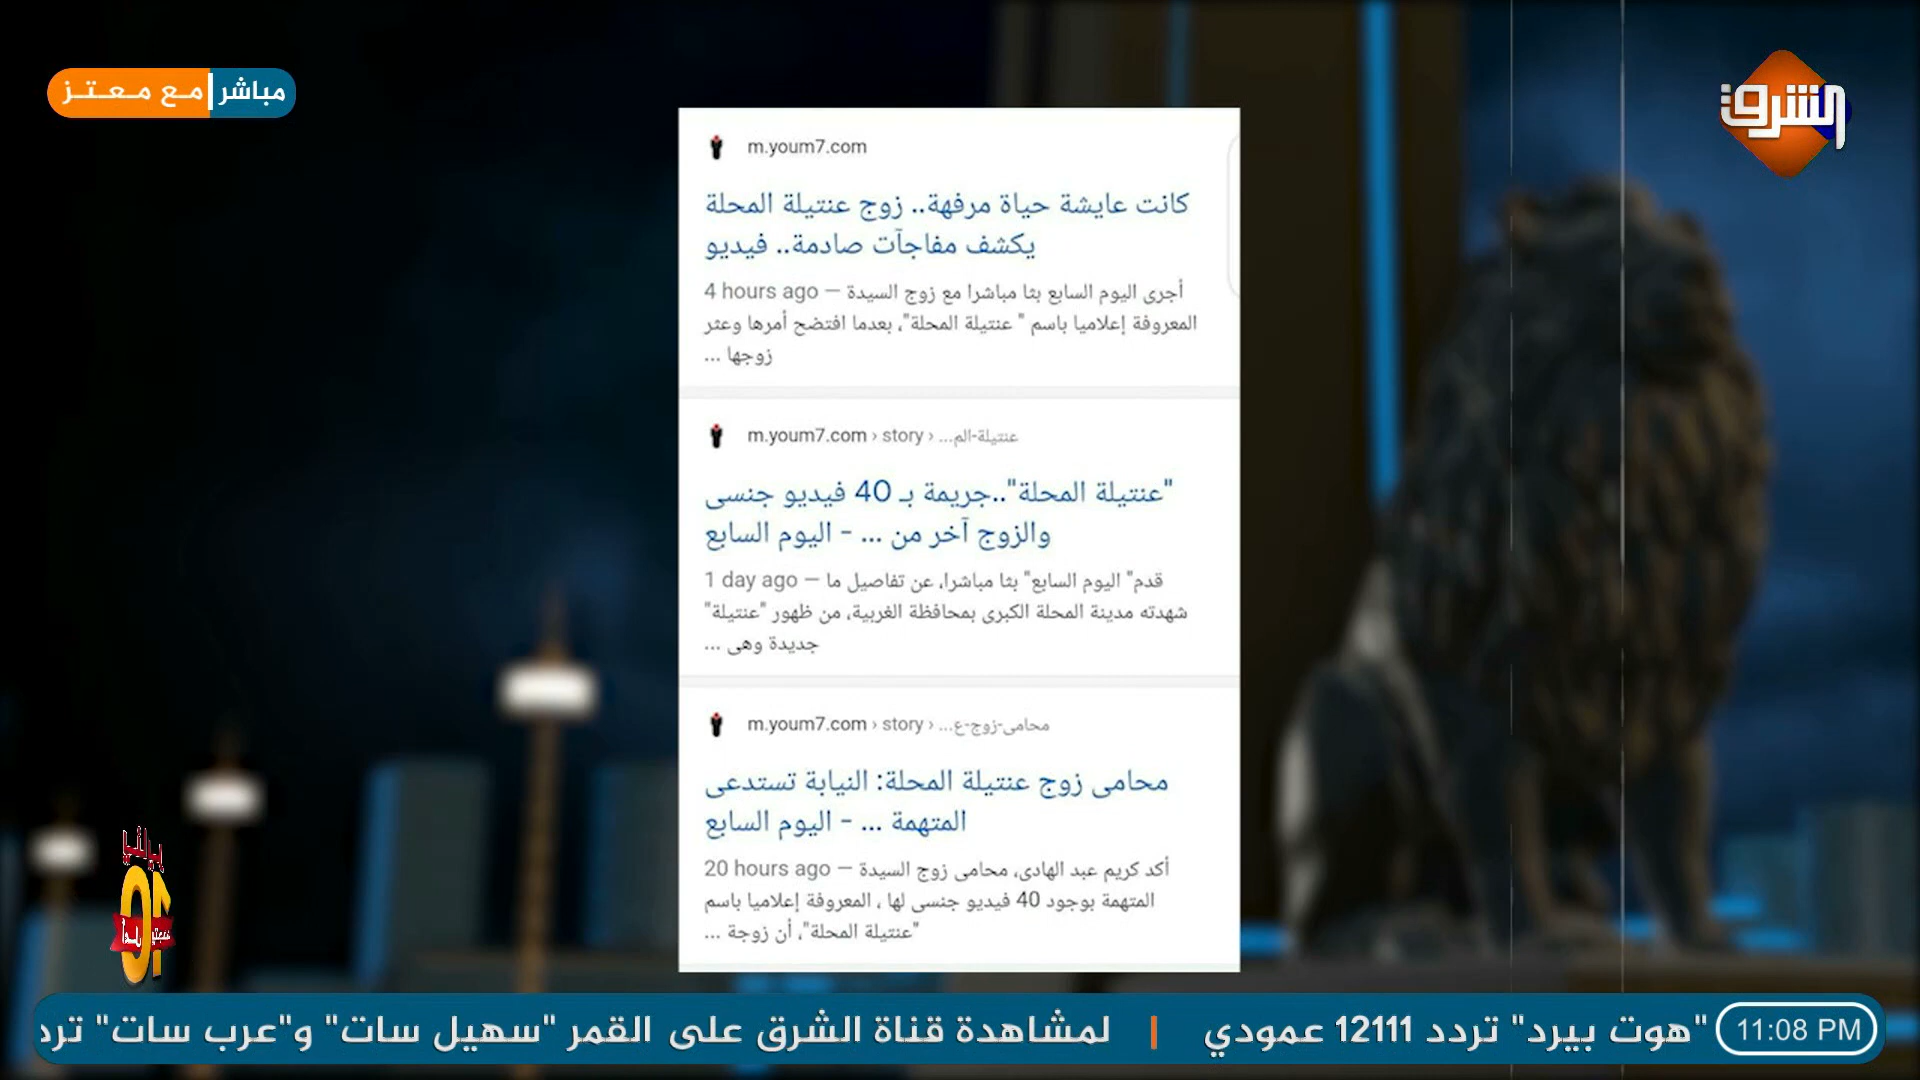 مباشر مع معتز
الشرق
m.youm7.com
كانت عايشة حياة مرفهة.. زوج عنتيلة المحلة
يكشف مفاجآت صادمة.. فيديو
4 hours ago — أجرى اليوم السابع بثا مباشرا مع زوج السيدة
المعروفة إعلاميا باسم " عنتيلة المحلة"، بعدما افتضح أمرها وعثر
زوجها ...
m.youm7.com › story › ...عنتيلة-الم
"عنتيلة المحلة"..جريمة بـ 40 فيديو جنسى
والزوج آخر من ... - اليوم السابع
1 day ago — قدم" اليوم السابع" بثا مباشرا، عن تفاصيل ما
شهدته مدينة المحلة الكبرى بمحافظة الغربية، من ظهور "عنتيلة"
جديدة وهى ...
m.youm7.com › story › ...محامى-زوج-ع
محامى زوج عنتيلة المحلة: النيابة تستدعى
المتهمة ... - اليوم السابع
20 hours ago — أكد كريم عبد الهادى، محامى زوج السيدة
المتهمة بوجود 40 فيديو جنسى لها ، المعروفة إعلاميا باسم
"عنتيلة المحلة"، أن زوجة ...
"هوت بيرد" تردد 12111 عمودي | لمشاهدة قناة الشرق على القمر "سهيل سات" و"عرب سات" ترد
11:08 PM